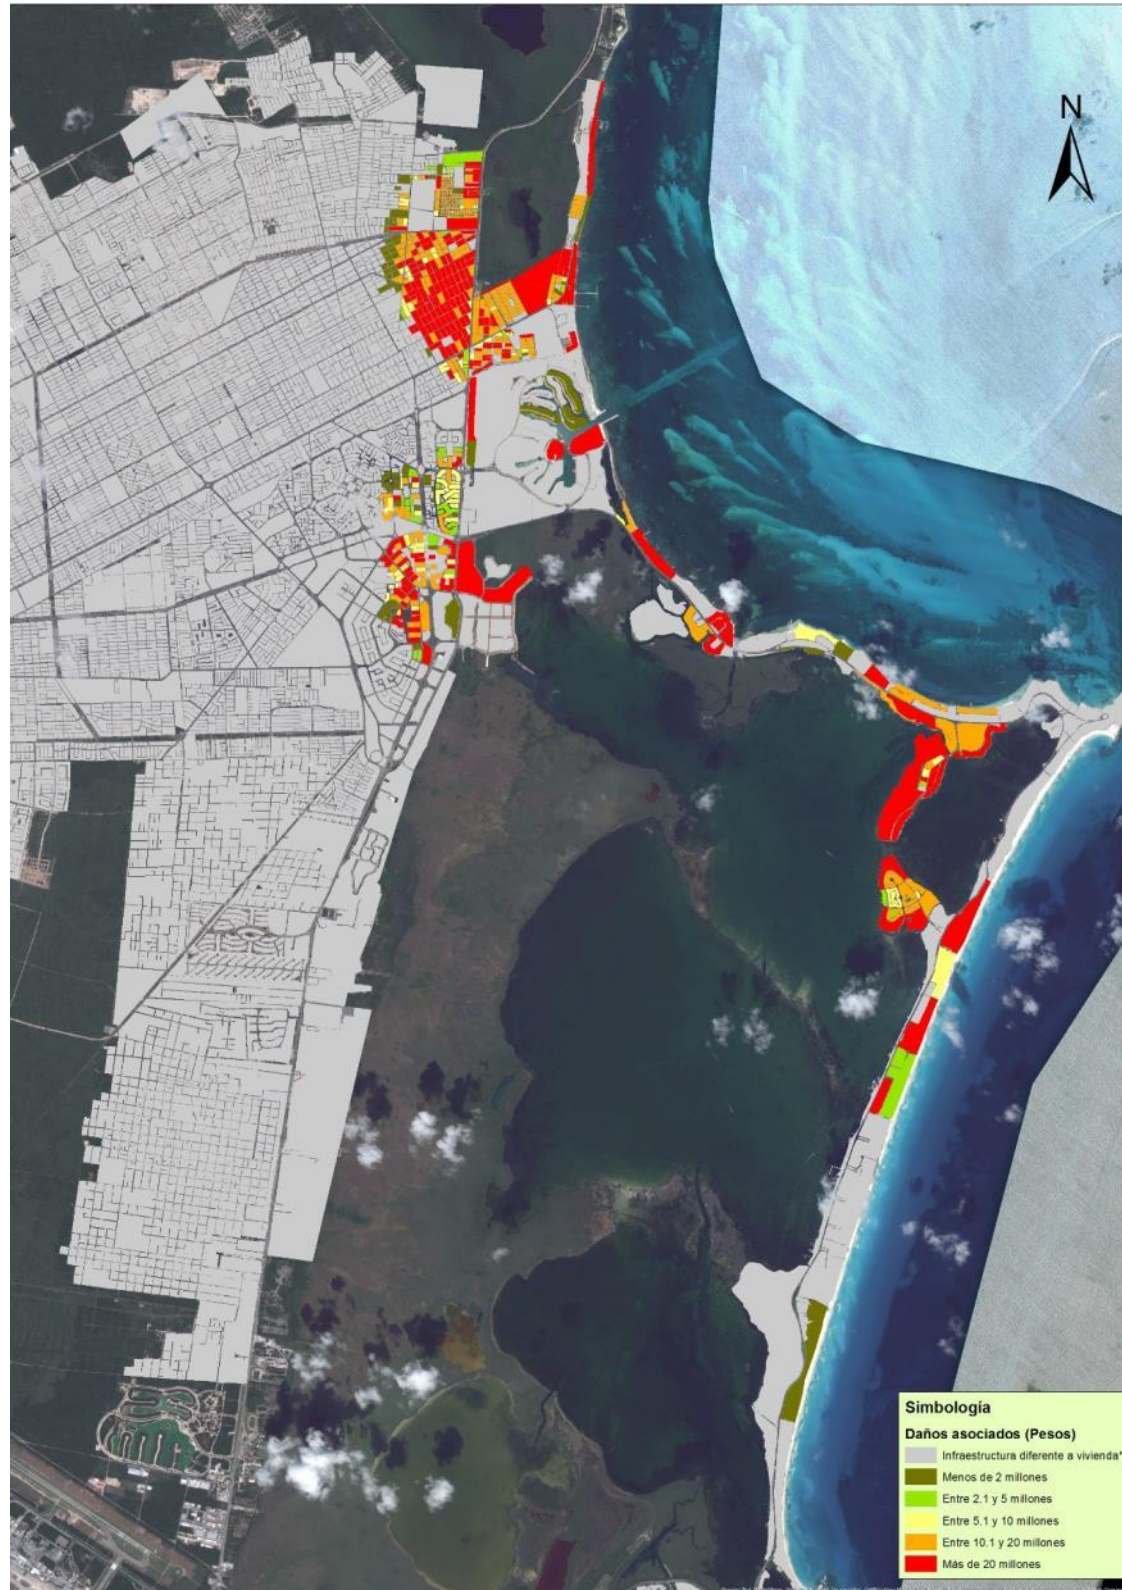 N
Simbología
Daños asociados (Pesos)
Infraestructura diferente a vivienda*
Menos de 2 millones
Entre 2.1 y 5 millones
Entre 5.1 y 10 millones
Entre 10.1 y 20 millones
Más de 20 millones